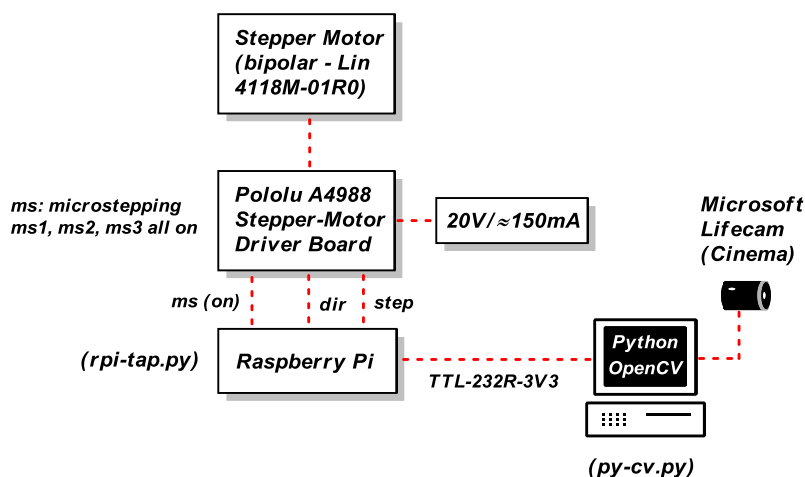 Stepper Motor
(bipolar - Lin
4118M-01R0)
ms: microstepping
ms1, ms2, ms3 all on
Pololu A4988
Stepper-Motor
Driver Board
20V/≈150mA
Microsoft
Lifecam
(Cinema)
ms (on)
dir
step
(rpi-tap.py)
Raspberry Pi
TTL-232R-3V3
Python
OpenCV
(py-cv.py)